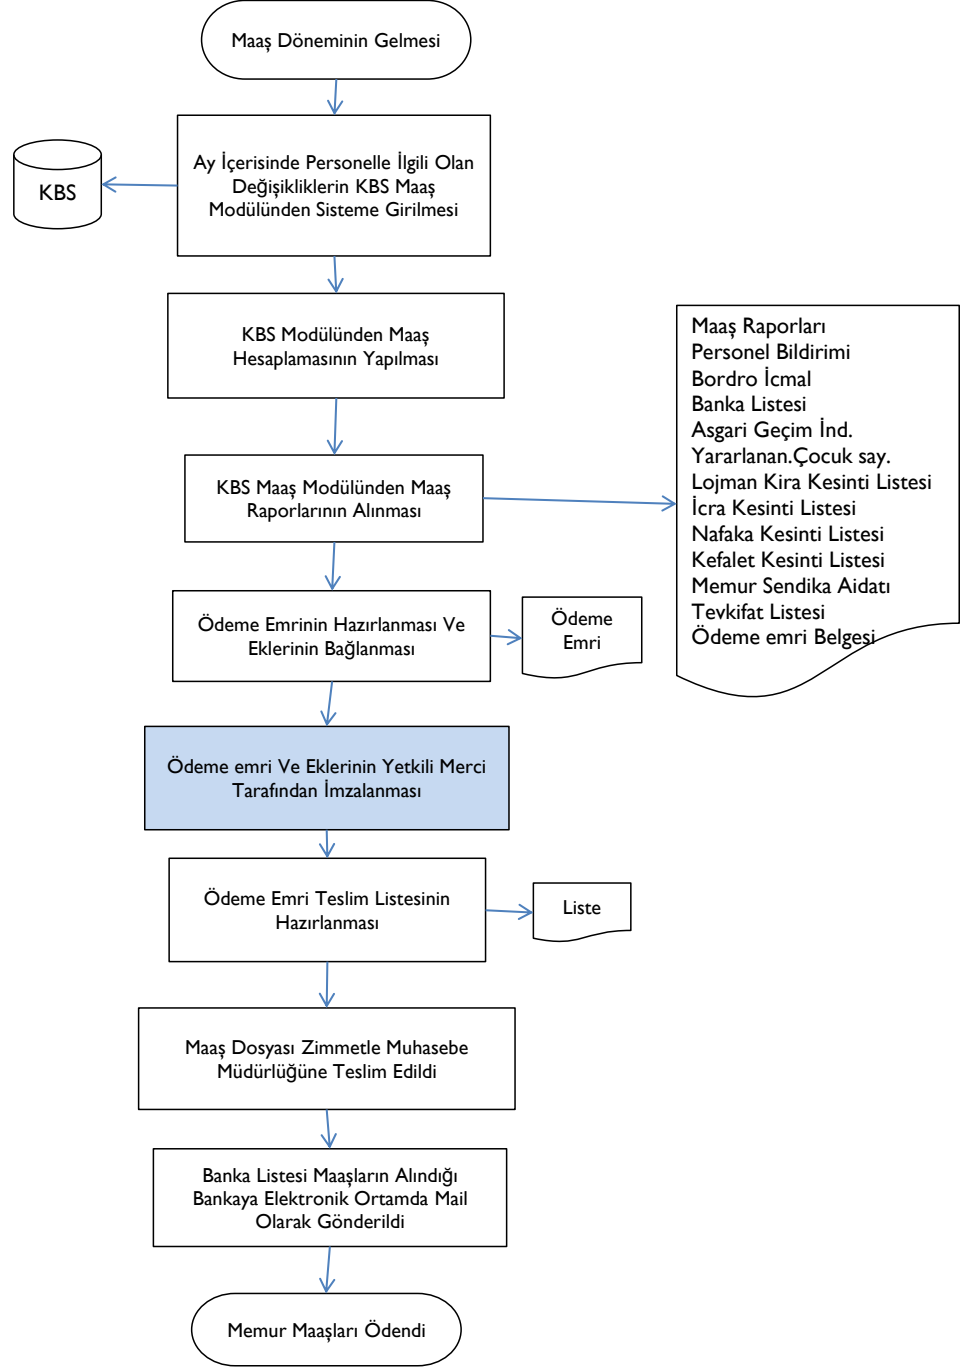 Maaş Döneminin Gelmesi
Ay İçerisinde Personelle İlgili Olan
Değişikliklerin KBS Maaş
Modülünden Sisteme Girilmesi
KBS
KBS Modülünden Maaş
Hesaplamasının Yapılması
KBS Maaş Modülünden Maaş
Raporlarının Alınması
Maaş Raporları
Personel Bildirimi
Bordro İcmal
Banka Listesi
Asgari Geçim İnd.
Yararlanan.Çocuk say.
Lojman Kira Kesinti Listesi
İcra Kesinti Listesi
Nafaka Kesinti Listesi
Kefalet Kesinti Listesi
Memur Sendika Aidatı
Tevkifat Listesi
Ödeme emri Belgesi
Ödeme Emrinin Hazırlanması Ve
Eklerinin Bağlanması
Ödeme
Emri
Ödeme emri Ve Eklerinin Yetkili Merci
Tarafından İmzalanması
Ödeme Emri Teslim Listesinin
Hazırlanması
Liste
Maaş Dosyası Zimmetle Muhasebe
Müdürlüğüne Teslim Edildi
Banka Listesi Maaşların Alındığı
Bankaya Elektronik Ortamda Mail
Olarak Gönderildi
Memur Maaşları Ödendi